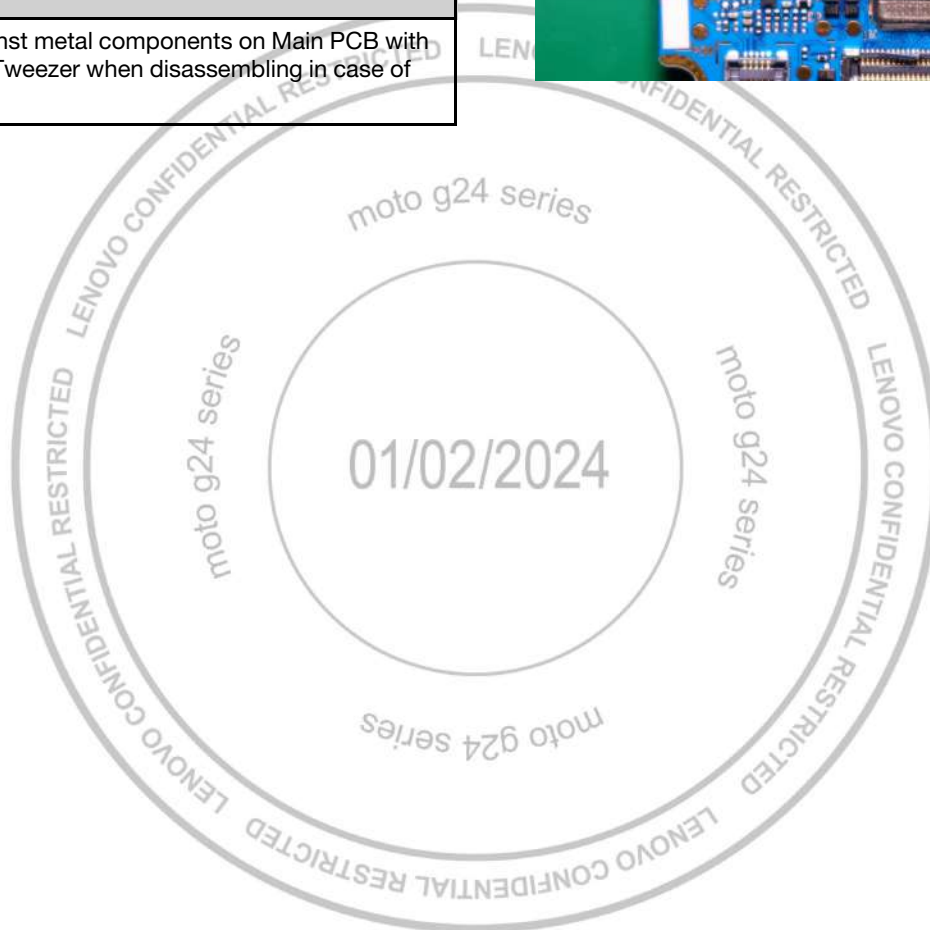 nst metal components on Main PCB with
Tweezer when disassembling in case of
LENOVO CONFIDENTIAL RESTRICTED
LENOVO CONFIDENTIAL RESTRICTED
LENOVO CONFIDENTIAL RESTRICTED
LENOVO CONFIDENTIAL RESTRICTED
moto g24 series
moto g24 series
moto g24 series
moto g24 series
01/02/2024